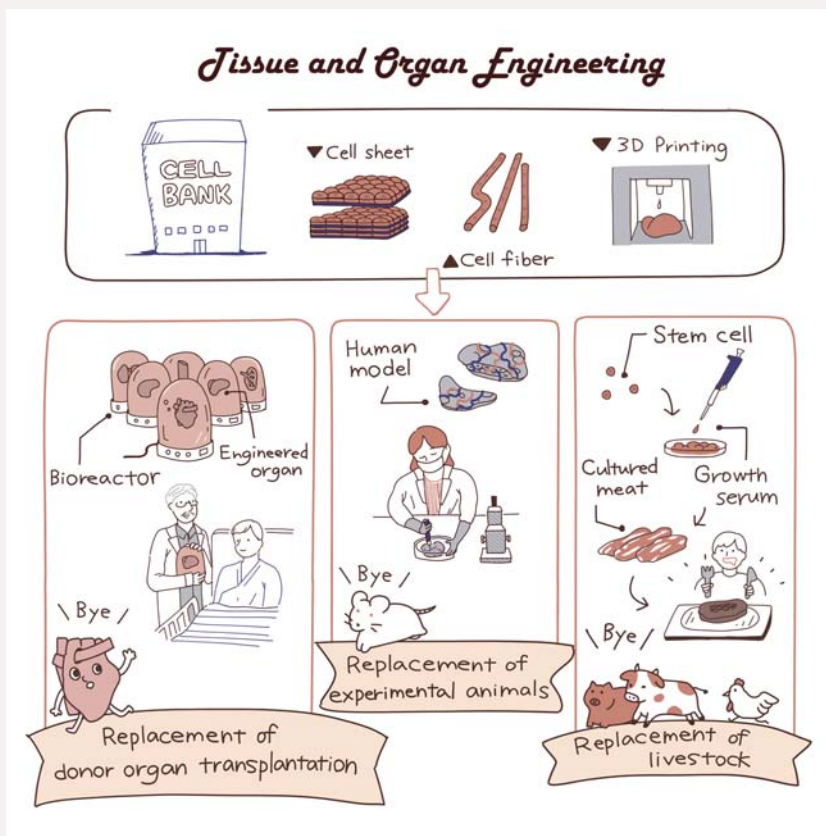 Tissue and Organ Engineering
CELL
BANK
▼ Cell sheet
▲ Cell fiber
▼ 3D Printing
Bioreactor
Engineered
organ
\ Bye /
Replacement of
donor organ transplantation
Human
model
\ Bye /
Replacement of
experimental animals
Stem cell
Growth
serum
Cultured
meat
\ Bye /
Replacement of
livestock